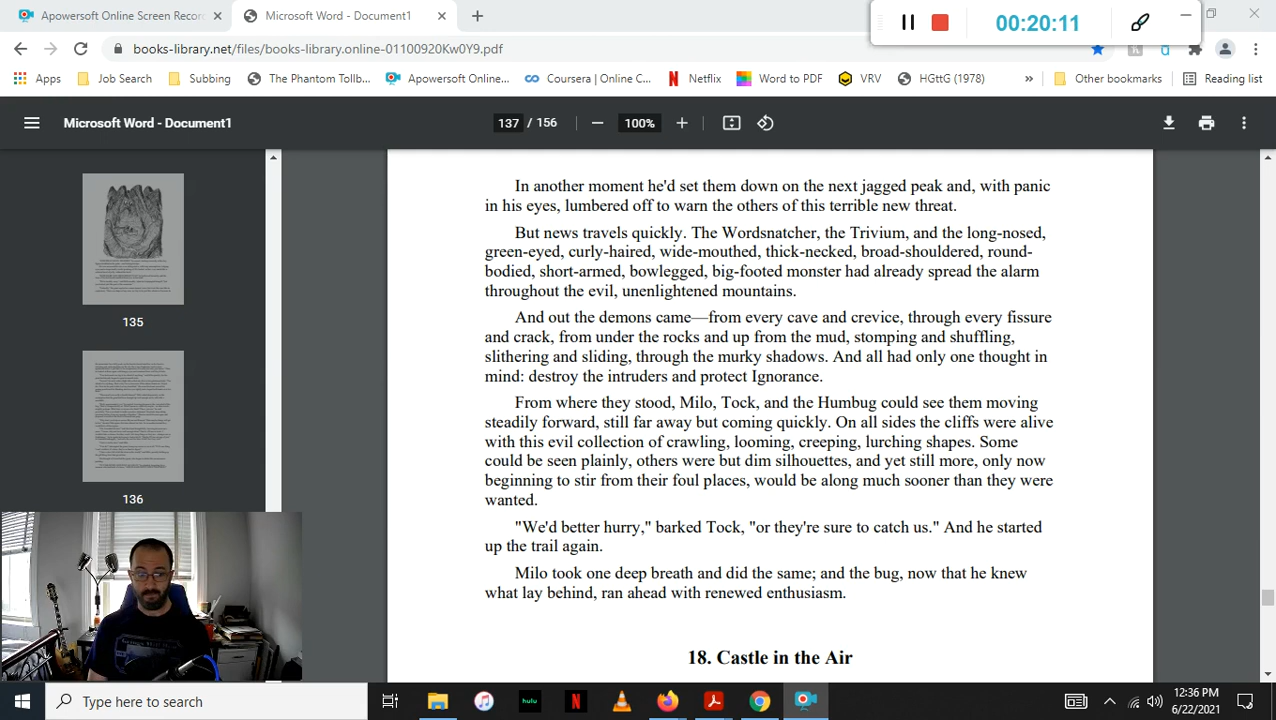 Apowersoft Online Screen Recor
Microsoft Word - Document1
00:20:11
books-library.net/files/books-library.online-01100920Kw0Y9.pdf
Apps
Job Search
Subbing
The Phantom Tollb...
Apowersoft Online...
Coursera | Online C...
Netflix
Word to PDF
VRV
HGttG (1978)
»
Other bookmarks
Reading list
Microsoft Word - Document1
137 / 156
100%
135
136
In another moment he'd set them down on the next jagged peak and, with panic
in his eyes, lumbered off to warn the others of this terrible new threat.
But news travels quickly. The Wordsnatcher, the Trivium, and the long-nosed,
green-eyed, curly-haired, wide-mouthed, thick-necked, broad-shouldered, round-
bodied, short-armed, bowlegged, big-footed monster had already spread the alarm
throughout the evil, unenlightened mountains.
And out the demons came—from every cave and crevice, through every fissure
and crack, from under the rocks and up from the mud, stomping and shuffling,
slithering and sliding, through the murky shadows. And all had only one thought in
mind: destroy the intruders and protect Ignorance.
From where they stood, Milo, Tock, and the Humbug could see them moving
steadily forward, still far away but coming quickly. On all sides the cliffs were alive
with this evil collection of crawling, looming, creeping, lurching shapes. Some
could be seen plainly, others were but dim silhouettes, and yet still more, only now
beginning to stir from their foul places, would be along much sooner than they were
wanted.
"We'd better hurry," barked Tock, "or they're sure to catch us." And he started
up the trail again.
Milo took one deep breath and did the same; and the bug, now that he knew
what lay behind, ran ahead with renewed enthusiasm.
18. Castle in the Air
Type here to search
hulu
12:36 PM
6/22/2021